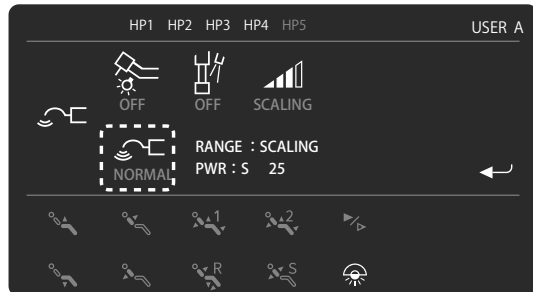 HP1 HP2 HP3 HP4 HP5 USER A
OFF OFF SCALING
NORMAL
RANGE : SCALING
PWR : S 25
1 2
R S